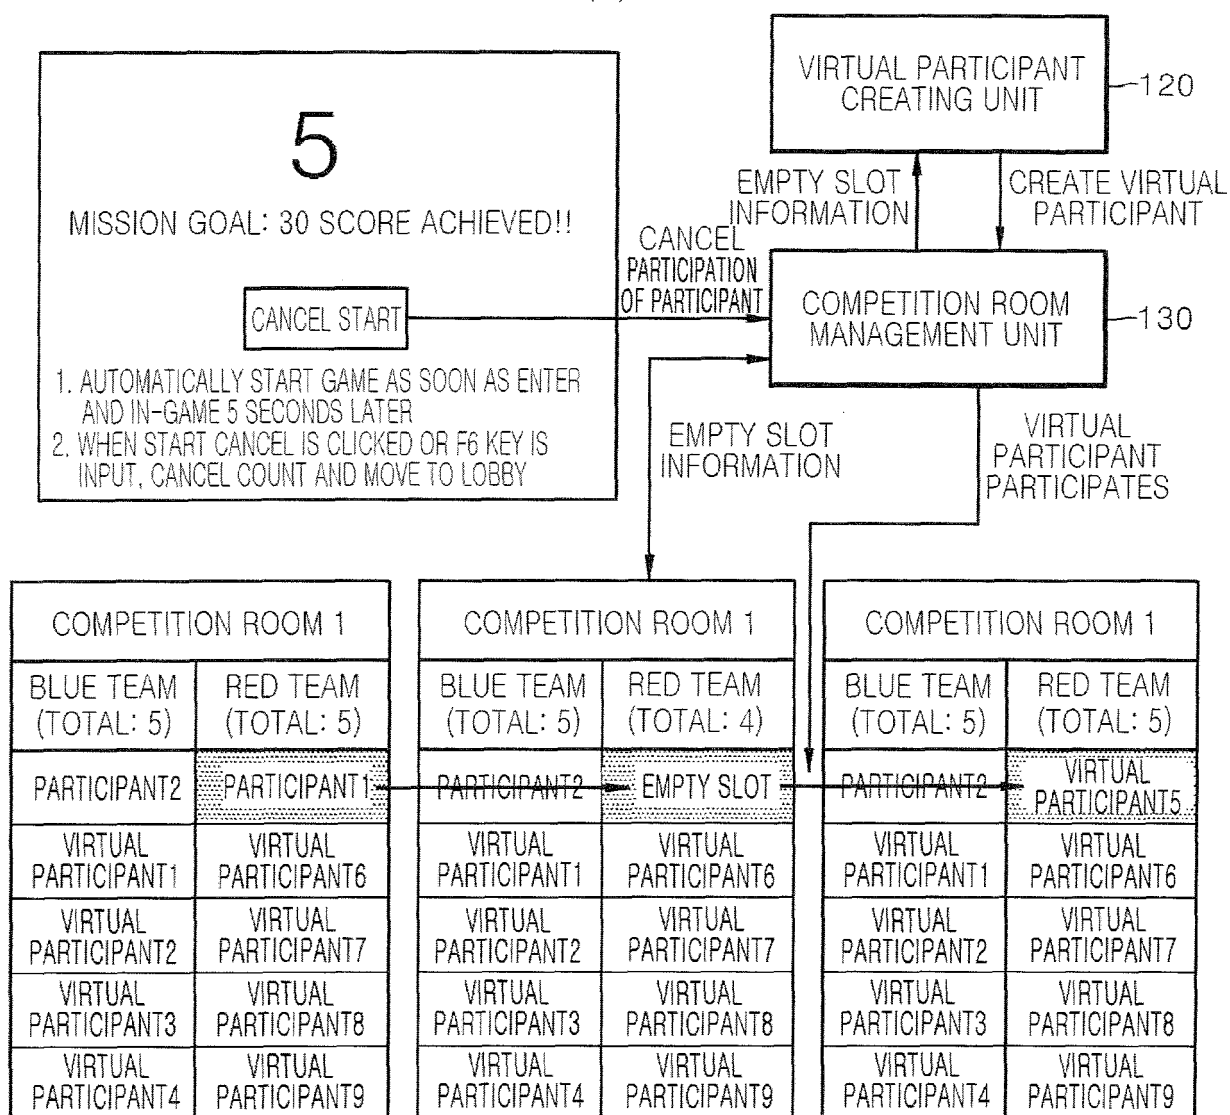 5
MISSION GOAL: 30 SCORE ACHIEVED!!
CANCEL START
1. AUTOMATICALLY START GAME AS SOON AS ENTER
AND IN-GAME 5 SECONDS LATER
2. WHEN START CANCEL IS CLICKED OR F6 KEY IS
INPUT, CANCEL COUNT AND MOVE TO LOBBY
VIRTUAL PARTICIPANT
CREATING UNIT
120
EMPTY SLOT
INFORMATION
CREATE VIRTUAL
PARTICIPANT
CANCEL
PARTICIPATION
OF PARTICIPANT
COMPETITION ROOM
MANAGEMENT UNIT
130
EMPTY SLOT
INFORMATION
VIRTUAL
PARTICIPANT
PARTICIPATES
COMPETITION ROOM 1
BLUE TEAM
(TOTAL: 5)
RED TEAM
(TOTAL: 5)
PARTICIPANT2
PARTICIPANT1
VIRTUAL
PARTICIPANT1
VIRTUAL
PARTICIPANT6
VIRTUAL
PARTICIPANT2
VIRTUAL
PARTICIPANT7
VIRTUAL
PARTICIPANT3
VIRTUAL
PARTICIPANT8
VIRTUAL
PARTICIPANT4
VIRTUAL
PARTICIPANT9
COMPETITION ROOM 1
BLUE TEAM
(TOTAL: 5)
RED TEAM
(TOTAL: 4)
PARTICIPANT2
EMPTY SLOT
VIRTUAL
PARTICIPANT1
VIRTUAL
PARTICIPANT6
VIRTUAL
PARTICIPANT2
VIRTUAL
PARTICIPANT7
VIRTUAL
PARTICIPANT3
VIRTUAL
PARTICIPANT8
VIRTUAL
PARTICIPANT4
VIRTUAL
PARTICIPANT9
COMPETITION ROOM 1
BLUE TEAM
(TOTAL: 5)
RED TEAM
(TOTAL: 5)
PARTICIPANT2
VIRTUAL
PARTICIPANT5
VIRTUAL
PARTICIPANT1
VIRTUAL
PARTICIPANT6
VIRTUAL
PARTICIPANT2
VIRTUAL
PARTICIPANT7
VIRTUAL
PARTICIPANT3
VIRTUAL
PARTICIPANT8
VIRTUAL
PARTICIPANT4
VIRTUAL
PARTICIPANT9